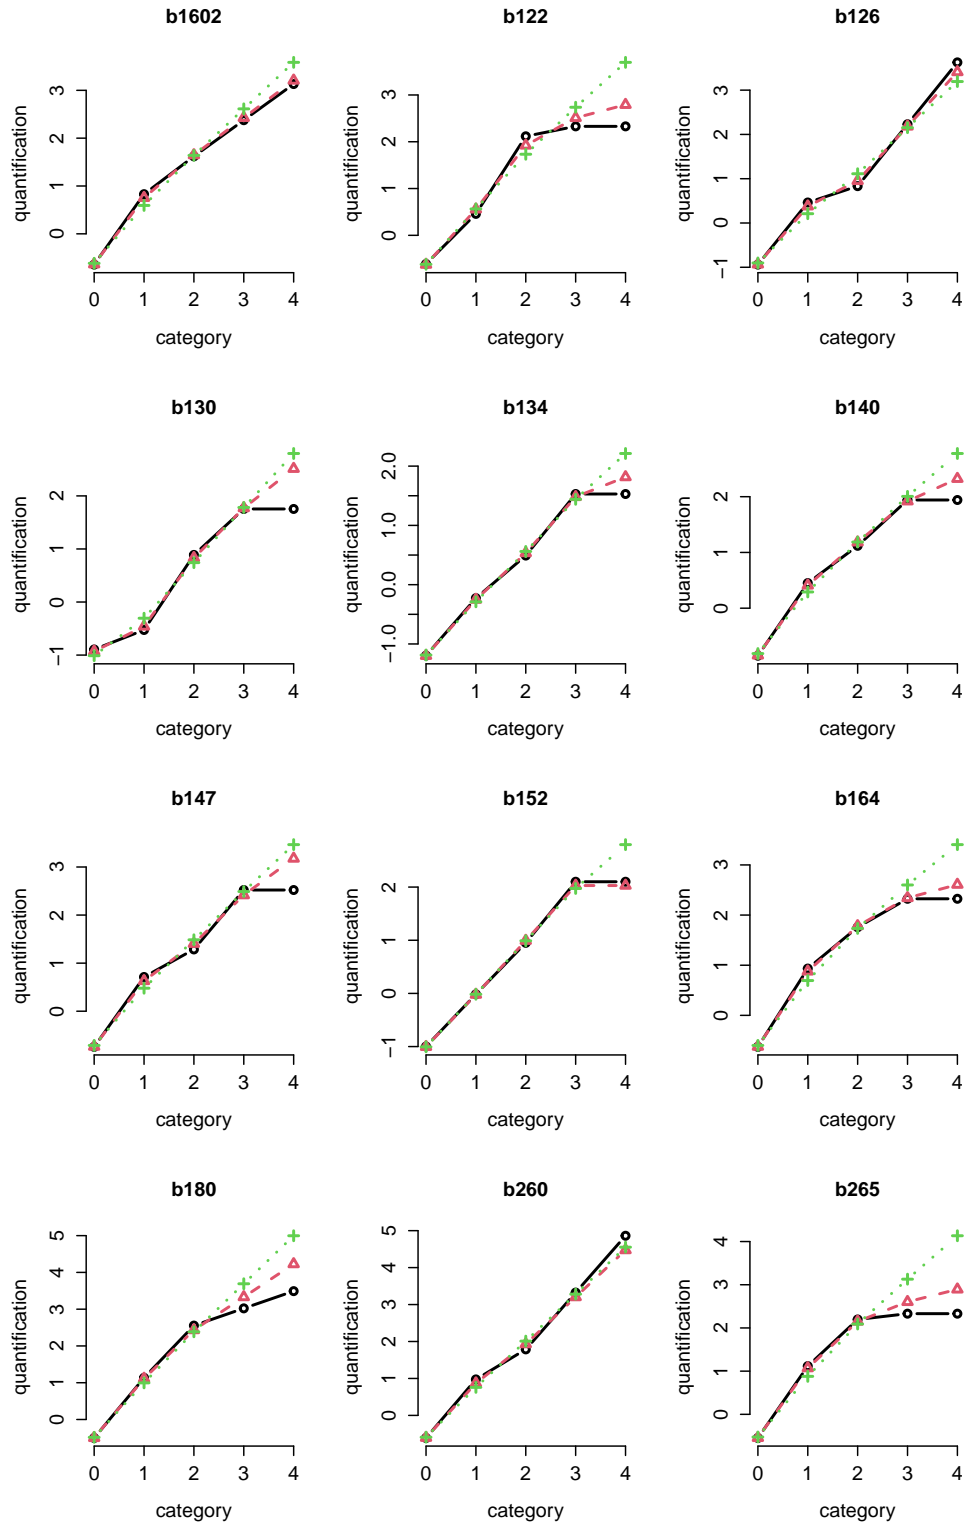 b1602 b122 b126
quantification 0 1 2 3 quantification 0 1 2 3 quantification −1 0 1 2 3
0 1 2 3 4 0 1 2 3 4 0 1 2 3 4
category category category
b130 b134 b140
quantification −1 0 1 2 quantification −1.0 0.0 1.0 2.0 quantification 0 1 2
0 1 2 3 4 0 1 2 3 4 0 1 2 3 4
category category category
b147 b152 b164
quantification 0 1 2 3 quantification −1 0 1 2 quantification 0 1 2 3
0 1 2 3 4 0 1 2 3 4 0 1 2 3 4
category category category
b180 b260 b265
quantification 0 1 2 3 4 5 quantification 0 1 2 3 4 5 quantification 0 1 2 3 4
0 1 2 3 4 0 1 2 3 4 0 1 2 3 4
category category category